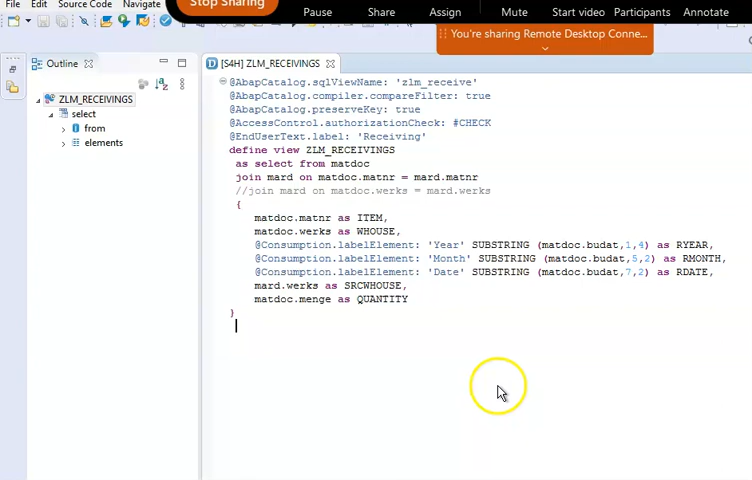 File Edit Source Code Navigate
Stop Sharing
Pause Share Assign Mute Start video Participants Annotate
You're sharing Remote Desktop Conne...
Outline
[S4H] ZLM_RECEIVINGS
ZLM_RECEIVINGS
select
from
elements
@AbapCatalog.sqlViewName: 'zlm_receive'
@AbapCatalog.compiler.compareFilter: true
@AbapCatalog.preserveKey: true
@AccessControl.authorizationCheck: #CHECK
@EndUserText.label: 'Receiving'
define view ZLM_RECEIVINGS
as select from matdoc
join mard on matdoc.matnr = mard.matnr
//join mard on matdoc.werks = mard.werks
{
matdoc.matnr as ITEM,
matdoc.werks as WHOUSE,
@Consumption.labelElement: 'Year' SUBSTRING (matdoc.budat,1,4) as RYEAR,
@Consumption.labelElement: 'Month' SUBSTRING (matdoc.budat,5,2) as RMONTH,
@Consumption.labelElement: 'Date' SUBSTRING (matdoc.budat,7,2) as RDATE,
mard.werks as SRCWHOUSE,
matdoc.menge as QUANTITY
}